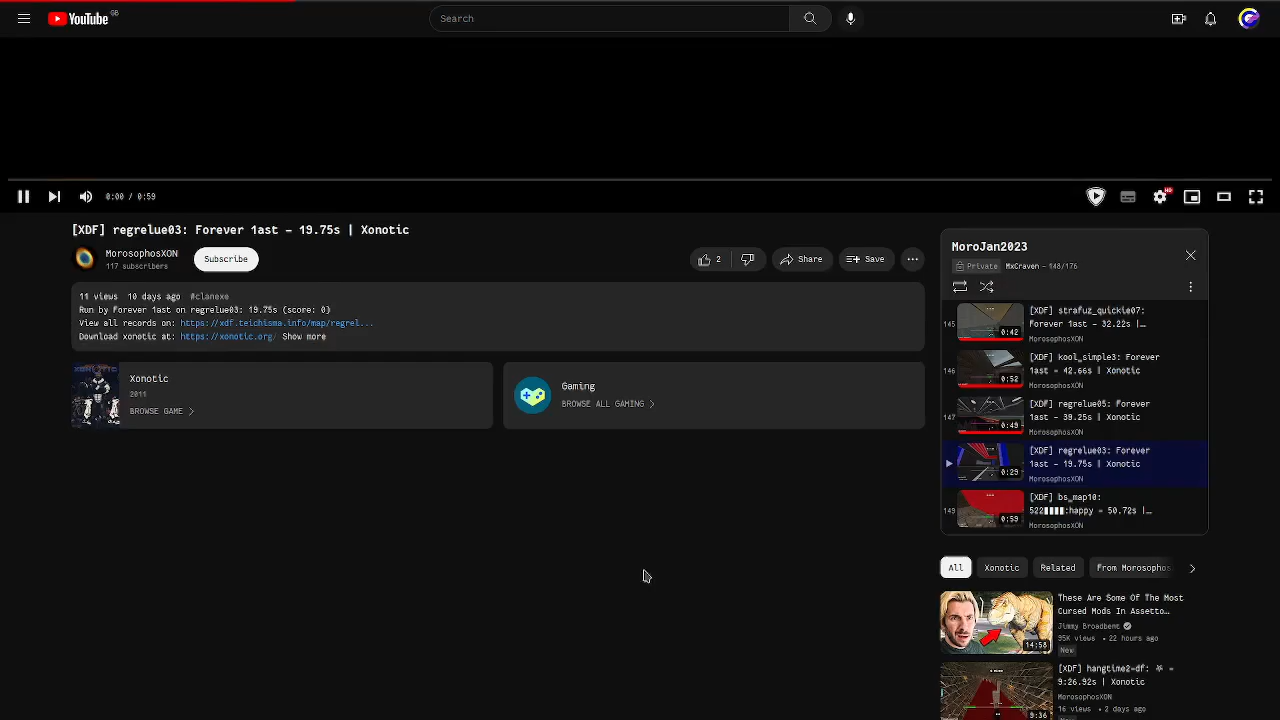 YouTube GB
Search
0:00 / 0:59
HD
[XDF] regrelue03: Forever 1ast – 19.75s | Xonotic
MorosophosXON
117 subscribers
Subscribe
2
Share
Save
11 views 10 days ago #clanexe
Run by Forever 1ast on regrelue03: 19.75s (score: 0)
View all records on: https://xdf.teichisma.info/map/regrel...
Download xonotic at: https://xonotic.org/ Show more
Xonotic
2011
BROWSE GAME
Gaming
BROWSE ALL GAMING
MoroJan2023
Private MxCraven – 148/176
145
0:42
[XDF] strafuz_quickie07:
Forever 1ast – 32.22s |…
MorosophosXON
146
0:52
[XDF] kool_simple3: Forever
1ast – 42.66s | Xonotic
MorosophosXON
147
0:49
[XDF] regrelue05: Forever
1ast – 39.25s | Xonotic
MorosophosXON
0:29
[XDF] regrelue03: Forever
1ast – 19.75s | Xonotic
MorosophosXON
149
0:59
[XDF] bs_map10:
:happy – 50.72s |…
MorosophosXON
All
Xonotic
Related
From Morosophos
14:58
These Are Some Of The Most
Cursed Mods In Assetto…
Jimmy Broadbent
95K views • 22 hours ago
New
9:36
[XDF] hangtime2-df:
9:26.92s | Xonotic
MorosophosXON
16 views • 2 days ago